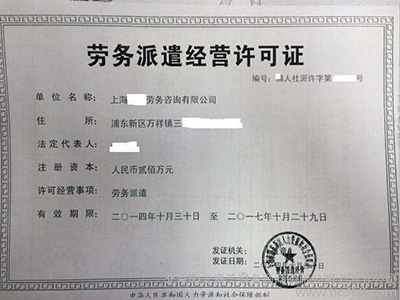 劳务派遣经营许可证
编号: 人社派许字第
单位名称: 上海 劳务咨询有限公司
住所: 浦东新区万祥镇三
法定代表人:
注册资本: 人民币贰佰万元
许可经营事项: 劳务派遣
有效期限: 二〇一四年十月三十日 至 二〇一七年十月二十九日
发证机关:
发证日期:
中华人民共和国人力资源和社会保障部制